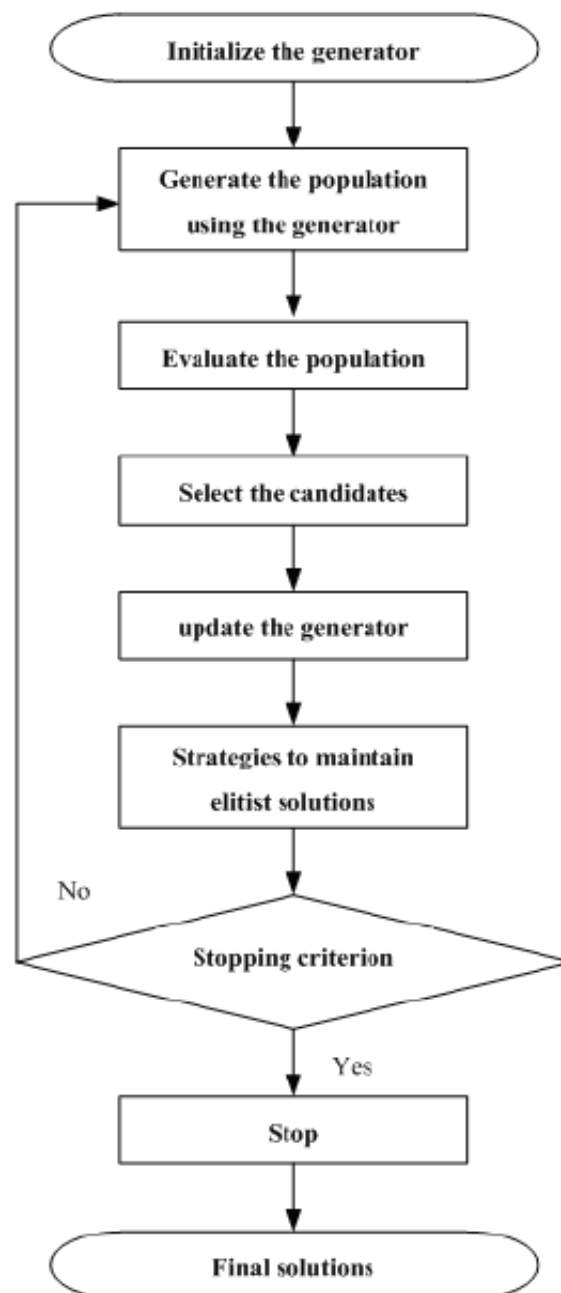 Initialize the generator
Generate the population
using the generator
Evaluate the population
Select the candidates
update the generator
Strategies to maintain
elitist solutions
No
Stopping criterion
Yes
Stop
Final solutions